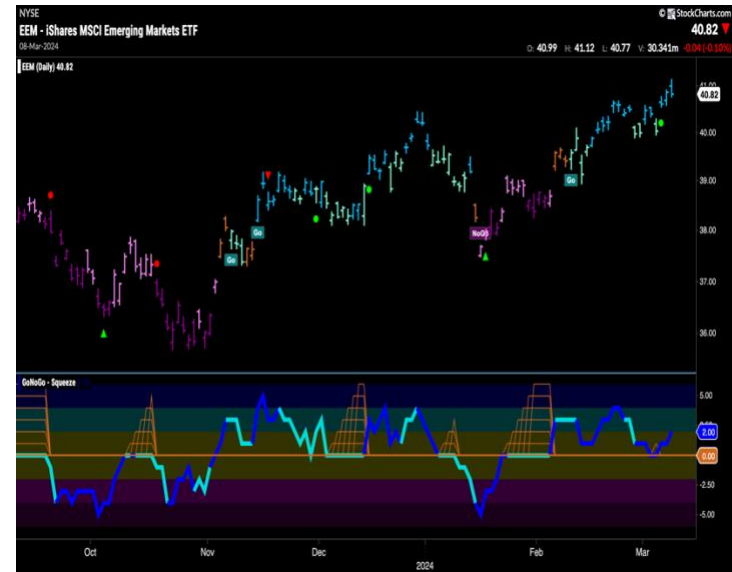 NYSE
© StockCharts.com
EEM - iShares MSCI Emerging Markets ETF
40.82
08-Mar-2024
O: 40.99 H: 41.12 L: 40.77 V: 30.341m -0.04 (-0.10%)
EEM (Daily) 40.82
41.00
40.82
40.00
39.00
Go
38.00
Go
Go
NoGo
37.00
36.00
GoNoGo - Squeeze
5.00
2.00
0.00
-2.50
-5.00
Oct
Nov
Dec
2024
Feb
Mar